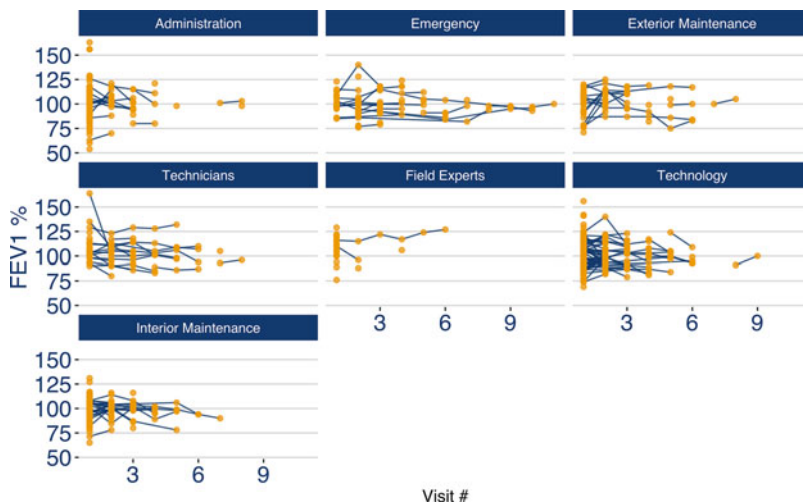 Administration
Emergency
Exterior Maintenance
150
125
100
75
50
Technicians
Field Experts
Technology
FEV1 %
150
125
100
75
50
3
6
9
3
6
9
Interior Maintenance
150
125
100
75
50
3
6
9
Visit #